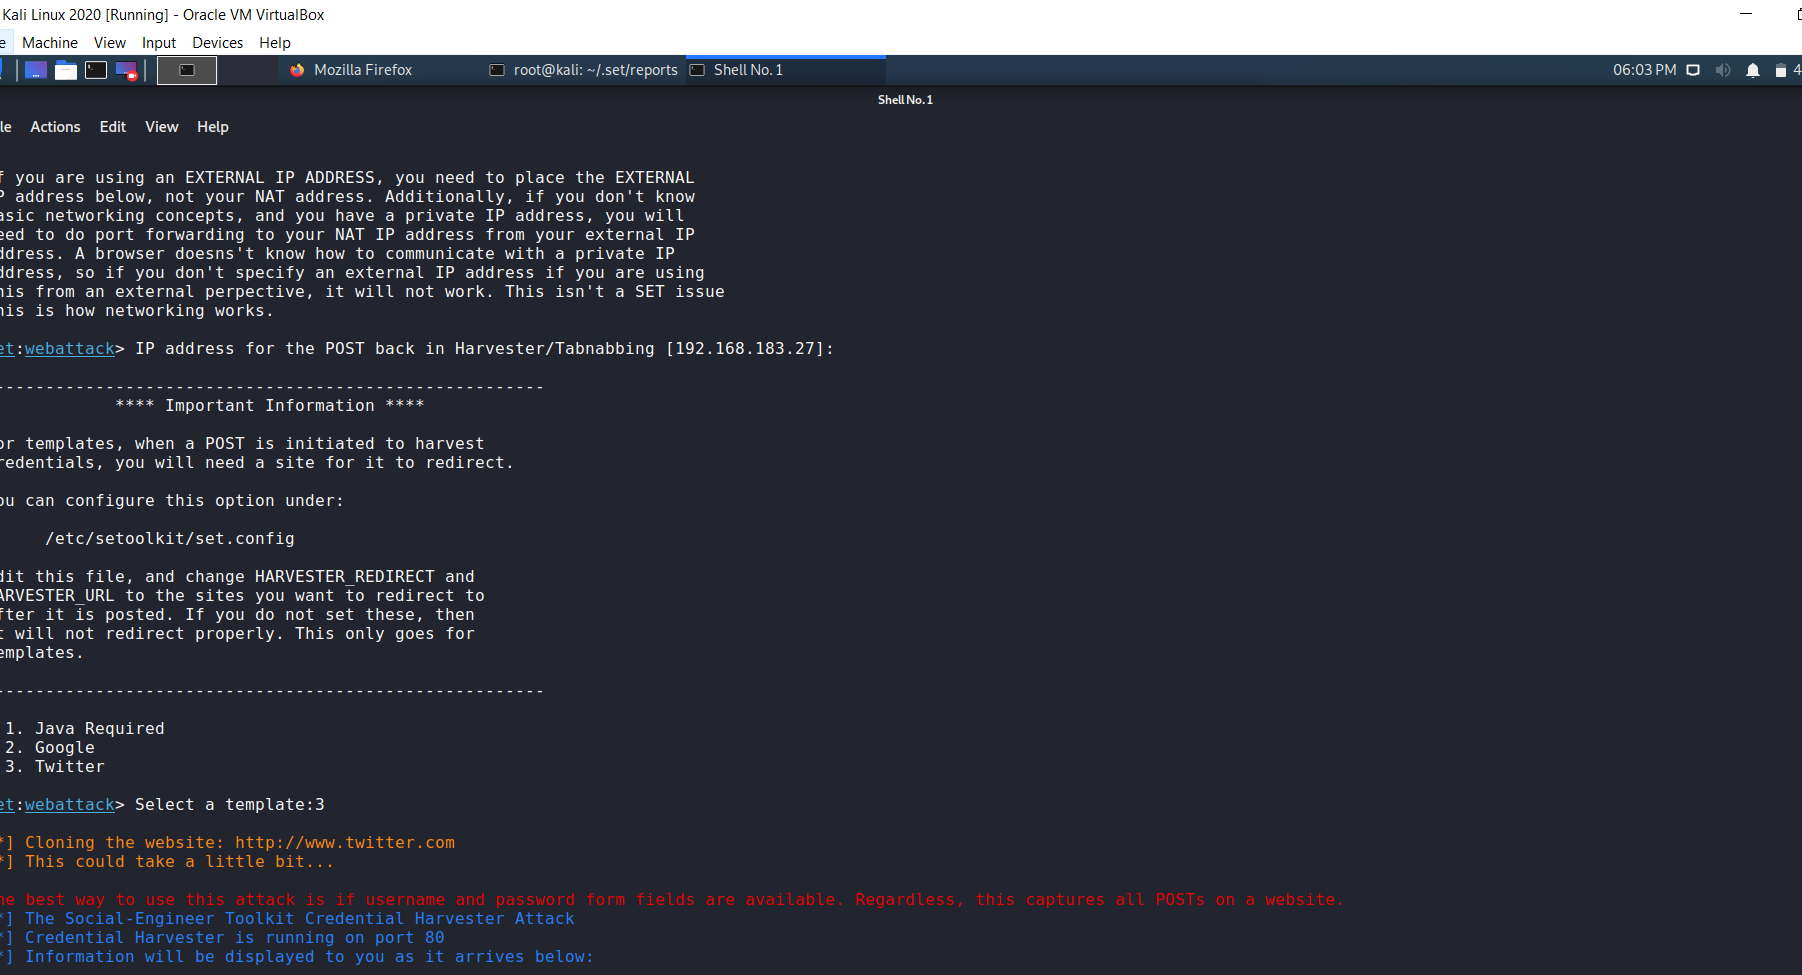 Kali Linux 2020 [Running] - Oracle VM VirtualBox
e Machine View Input Devices Help
Mozilla Firefox root@kali: ~/.set/reports Shell No. 1 06:03 PM 4
Shell No. 1
le Actions Edit View Help
f you are using an EXTERNAL IP ADDRESS, you need to place the EXTERNAL
P address below, not your NAT address. Additionally, if you don't know
asic networking concepts, and you have a private IP address, you will
eed to do port forwarding to your NAT IP address from your external IP
ddress. A browser doesns't know how to communicate with a private IP
ddress, so if you don't specify an external IP address if you are using
his from an external perpective, it will not work. This isn't a SET issue
his is how networking works.
et:webattack> IP address for the POST back in Harvester/Tabnabbing [192.168.183.27]:
-------------------------------------------------------
**** Important Information ****
or templates, when a POST is initiated to harvest
redentials, you will need a site for it to redirect.
ou can configure this option under:
/etc/setoolkit/set.config
dit this file, and change HARVESTER_REDIRECT and
ARVESTER_URL to the sites you want to redirect to
fter it is posted. If you do not set these, then
t will not redirect properly. This only goes for
emplates.
-------------------------------------------------------
1. Java Required
2. Google
3. Twitter
et:webattack> Select a template:3
*] Cloning the website: http://www.twitter.com
*] This could take a little bit...
he best way to use this attack is if username and password form fields are available. Regardless, this captures all POSTs on a website.
*] The Social-Engineer Toolkit Credential Harvester Attack
*] Credential Harvester is running on port 80
*] Information will be displayed to you as it arrives below: